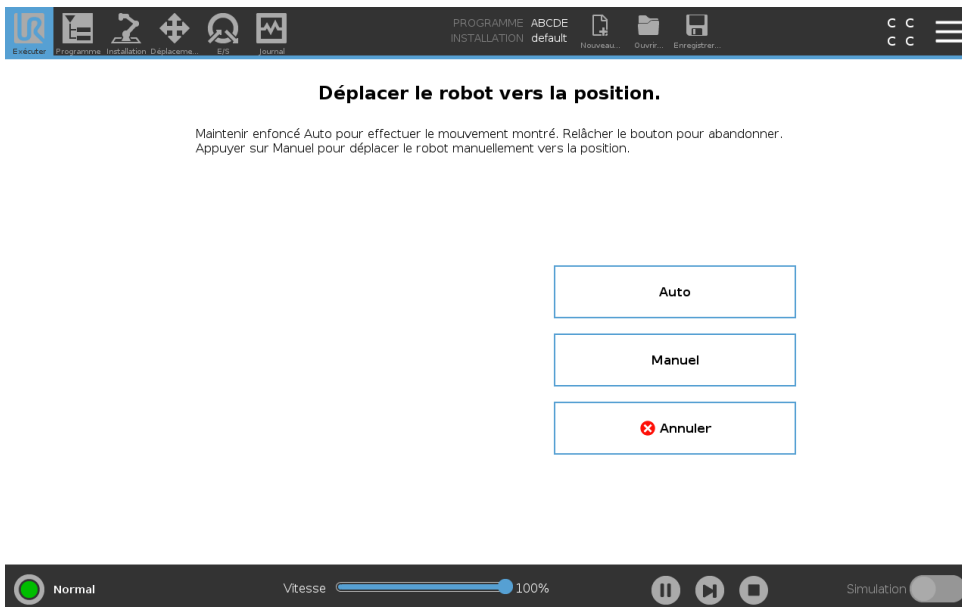 UR
PROGRAMME ABCDE
INSTALLATION default
C C
C C
Exécuter Programme Installation Déplaceme... E/S Journal
Nouveau... Ouvrir... Enregistrer...
Déplacer le robot vers la position.
Maintenir enfoncé Auto pour effectuer le mouvement montré. Relâcher le bouton pour abandonner.
Appuyer sur Manuel pour déplacer le robot manuellement vers la position.
Auto
Manuel
Annuler
Normal
Vitesse 100%
Simulation